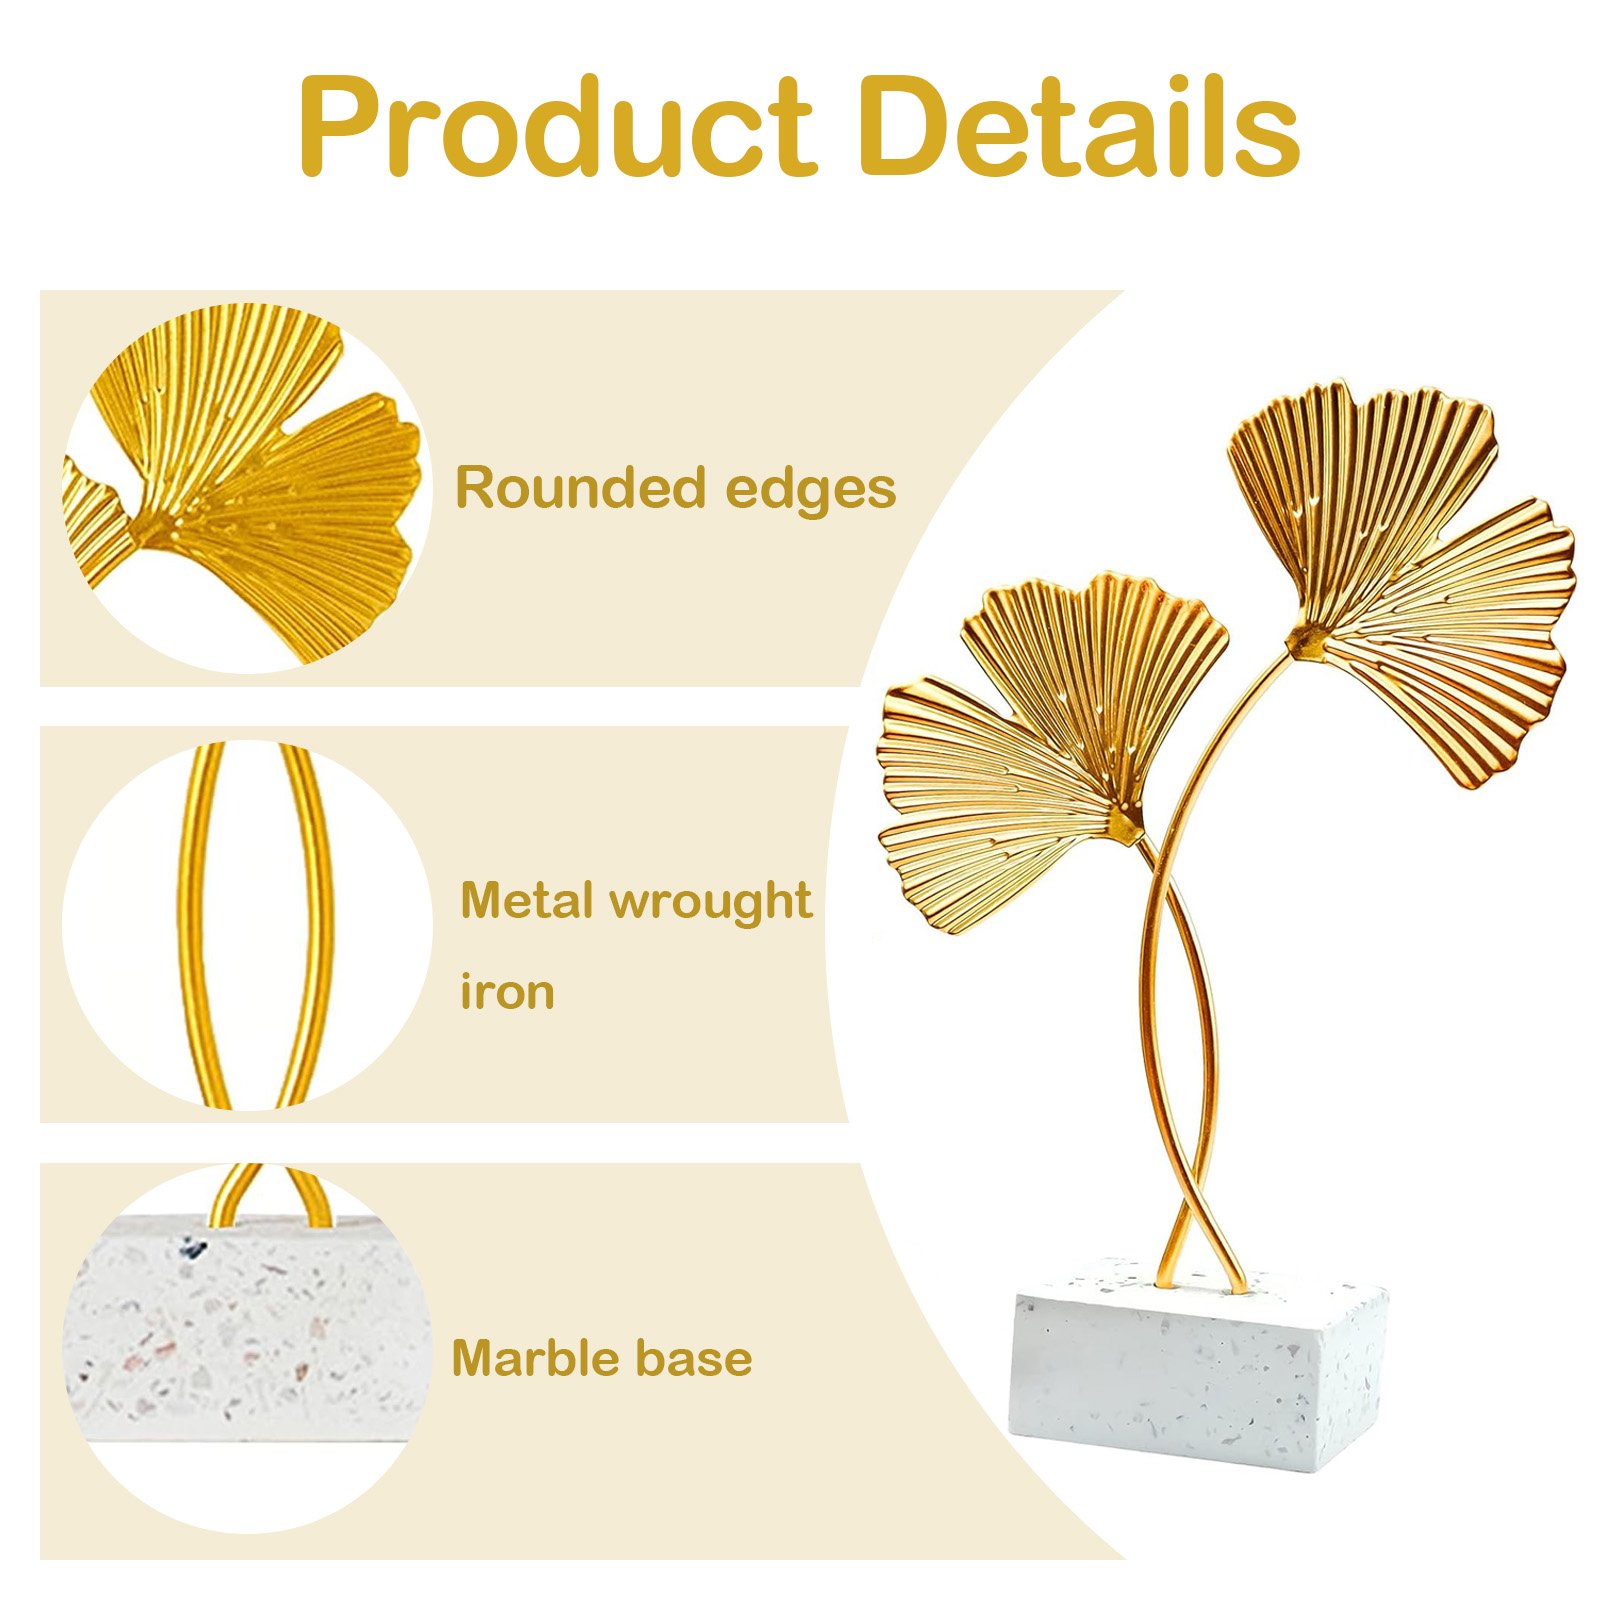 Product Details
Rounded edges
Metal wrought
iron
Marble base